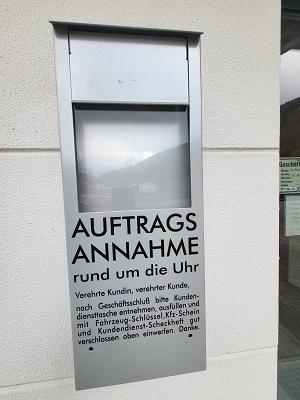 AUFTRAGS
ANNAHME
rund um die Uhr
Verehrte Kundin, verehrter Kunde,
nach Geschäftsschluß bitte Kunden-
diensttasche entnehmen, ausfüllen und
mit Fahrzeug-Schlüssel, Kfz-Schein
und Kundendienst-Scheckheft gut
verschlossen oben einwerfen. Danke.
Geschäf